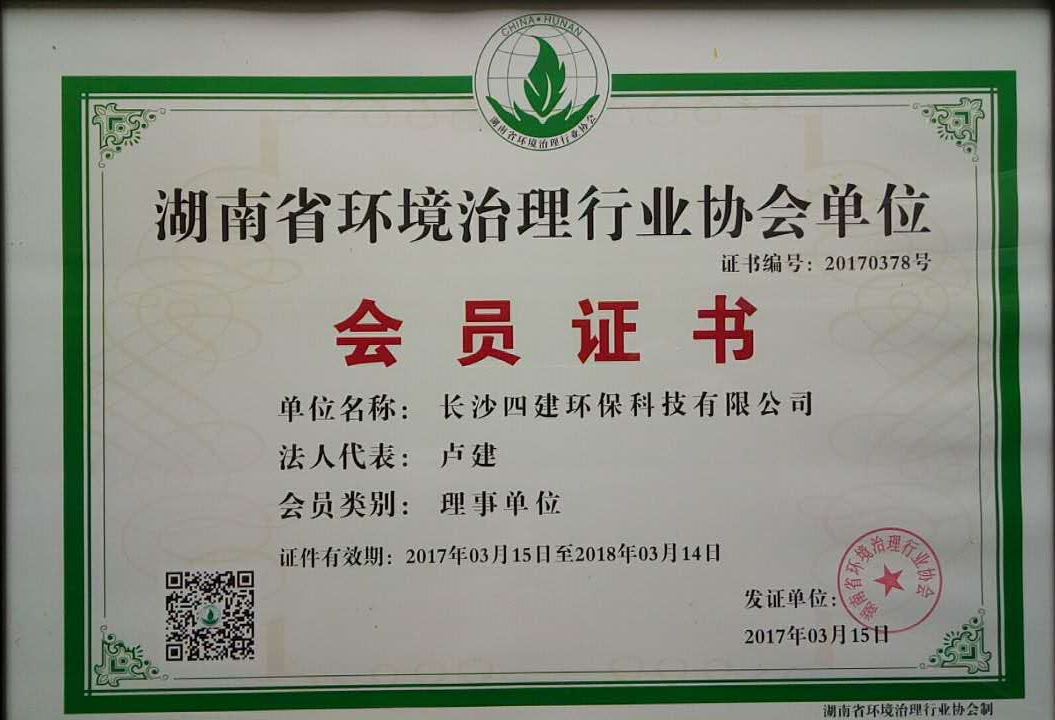 CHINA★HUNAN
湖南省环境治理行业协会
湖南省环境治理行业协会单位
证书编号：20170378号
会员证书
单位名称：长沙四建环保科技有限公司
法人代表：卢建
会员类别：理事单位
证件有效期：2017年03月15日至2018年03月14日
湖南省环境治理行业协会
发证单位：
2017年03月15日
湖南省环境治理行业协会制